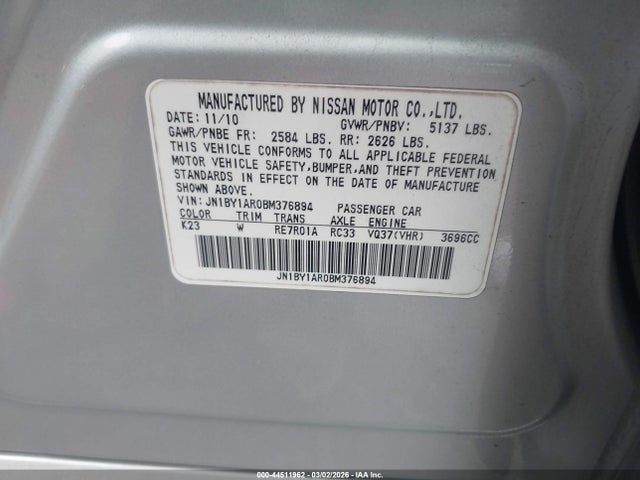 MANUFACTURED BY NISSAN MOTOR CO.,LTD.
DATE: 11/10 GVWR/PNBV: 5137 LBS.
GAWR/PNBE FR: 2584 LBS. RR: 2626 LBS.
THIS VEHICLE CONFORMS TO ALL APPLICABLE FEDERAL
MOTOR VEHICLE SAFETY,BUMPER,AND THEFT PREVENTION
STANDARDS IN EFFECT ON THE DATE OF MANUFACTURE
SHOWN ABOVE.
VIN: JN1BY1AR0BM376894 PASSENGER CAR
COLOR TRIM TRANS AXLE ENGINE
K23 W RE7R01A RC33 VQ37(VHR) 3696CC
JN1BY1AR0BM376894
000-44511962 - 03/02/2026 - IAA Inc.